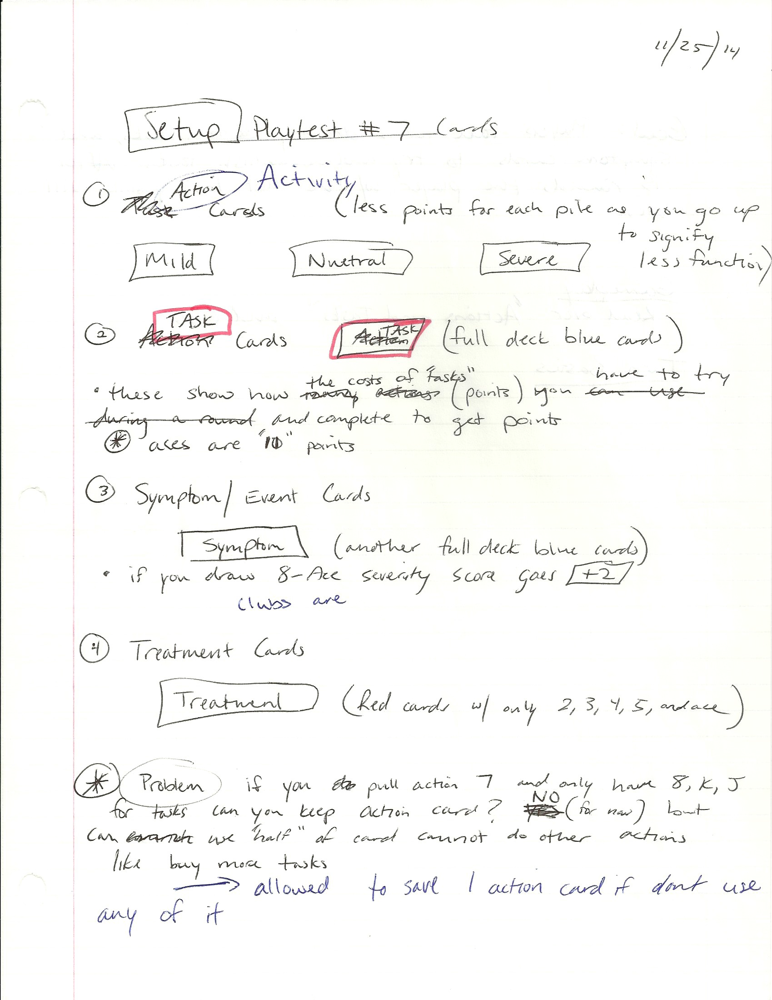 11/25/14
Setup Playtest #7 Cards
① Task Action Cards Activity (less points for each pile as you go up
to signify
less function)
Mild Nuetral Severe
TASK
② Action Cards Action TASK (full deck blue cards)
the costs of "tasks" have to try
• these show how many actions (points) you can use
during a round and complete to get points
* aces are "10" points
③ Symptom/Event Cards
Symptom (another full deck blue cards)
• if you draw 8-Ace severity score goes +2
Clubs are
④ Treatment Cards
Treatment (Red cards w/ only 2, 3, 4, 5, and ace)
* Problem if you do pull action 7 and only have 8, K, J
NO
for tasks can you keep action card? yes (for now) but
can use "half" of card cannot do other actions
like buy more tasks
→ allowed to save 1 action card if dont use
any of it